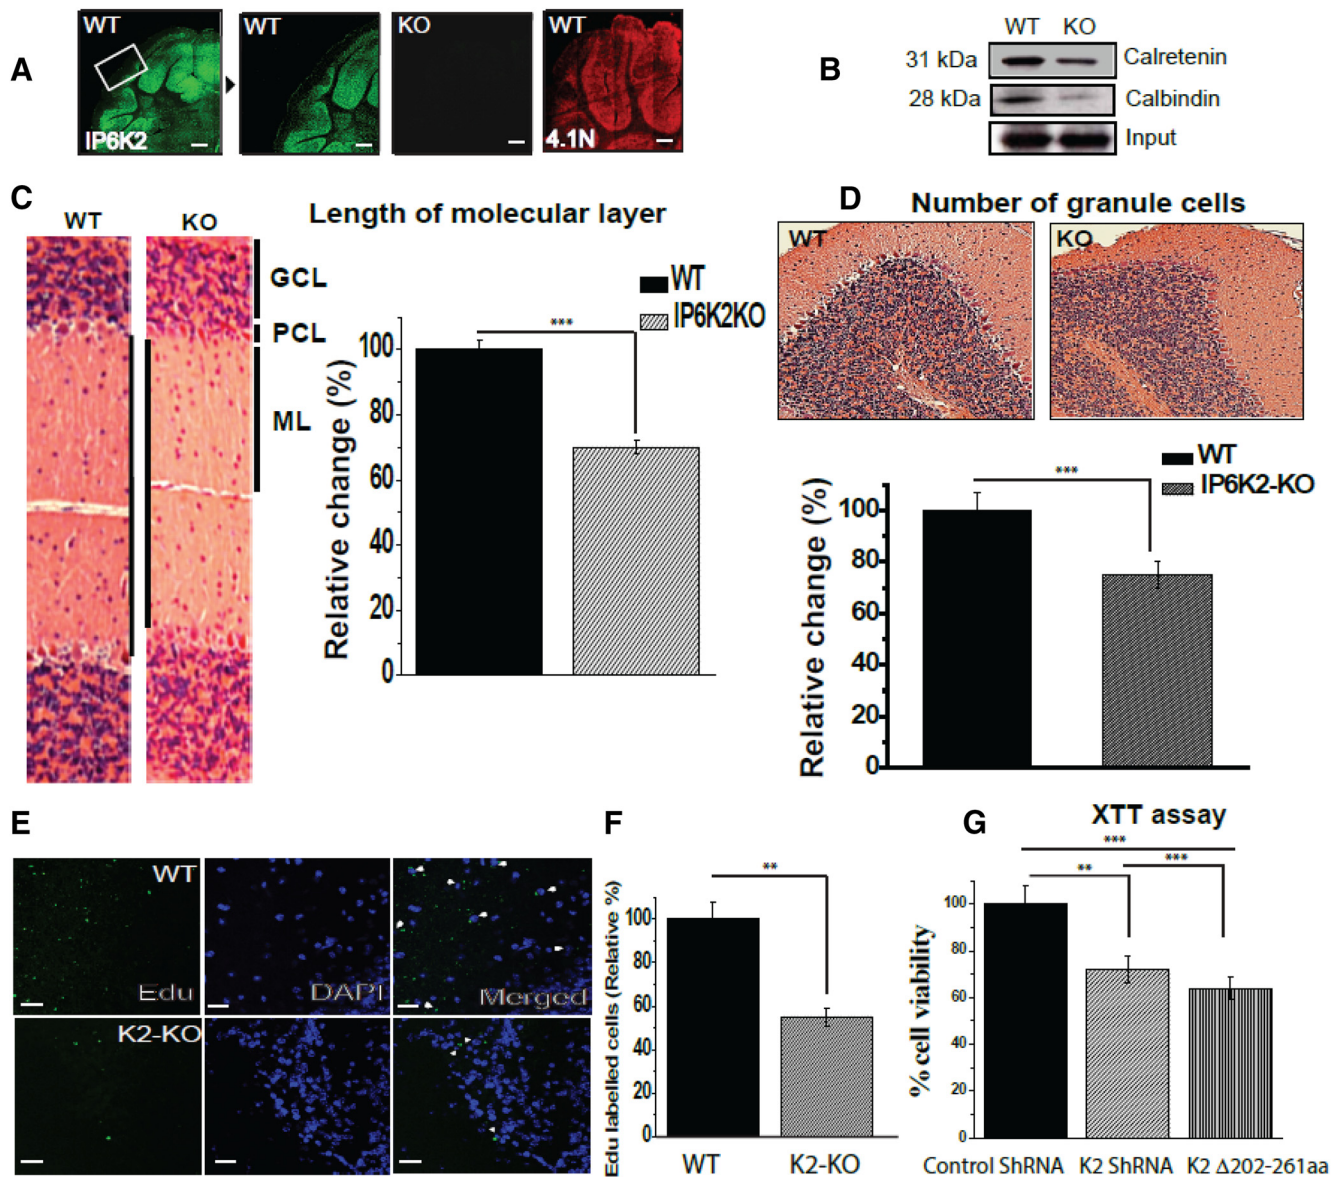 A
WT
IP6K2
WT
KO
WT
4.1N
B
WT KO
31 kDa Calretenin
28 kDa Calbindin
Input
C
WT KO
GCL
PCL
ML
Length of molecular layer
WT
IP6K2KO
***
Relative change (%)
100
80
60
40
20
0
D
Number of granule cells
WT
KO
WT
IP6K2-KO
***
Relative change (%)
100
80
60
40
20
0
E
WT
Edu
DAPI
Merged
K2-KO
F
**
Edu labelled cells (Relative %)
100
80
60
40
20
0
WT K2-KO
G
XTT assay
***
** ***
% cell viability
100
80
60
40
20
0
Control ShRNA K2 ShRNA K2 Δ202-261aa